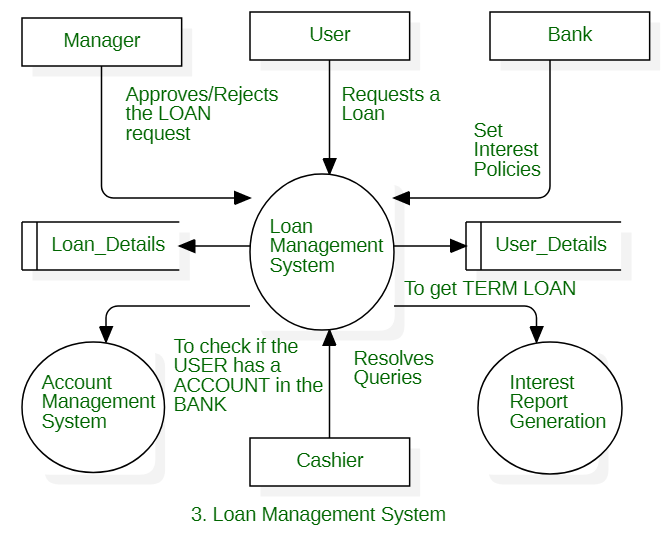 Manager
User
Bank
Approves/Rejects
the LOAN
request
Requests a
Loan
Set
Interest
Policies
Loan_Details
Loan
Management
System
User_Details
To get TERM LOAN
To check if the
USER has a
ACCOUNT in the
BANK
Resolves
Queries
Account
Management
System
Interest
Report
Generation
Cashier
3. Loan Management System